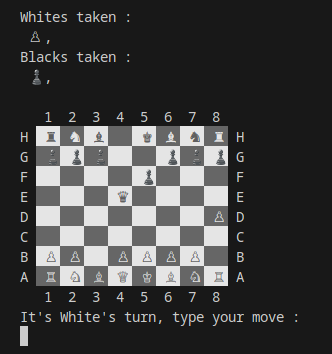 Whites taken :
♙,
Blacks taken :
♟,
1 2 3 4 5 6 7 8
H H
G G
F F
E E
D D
C C
B B
A A
1 2 3 4 5 6 7 8
It's White's turn, type your move :